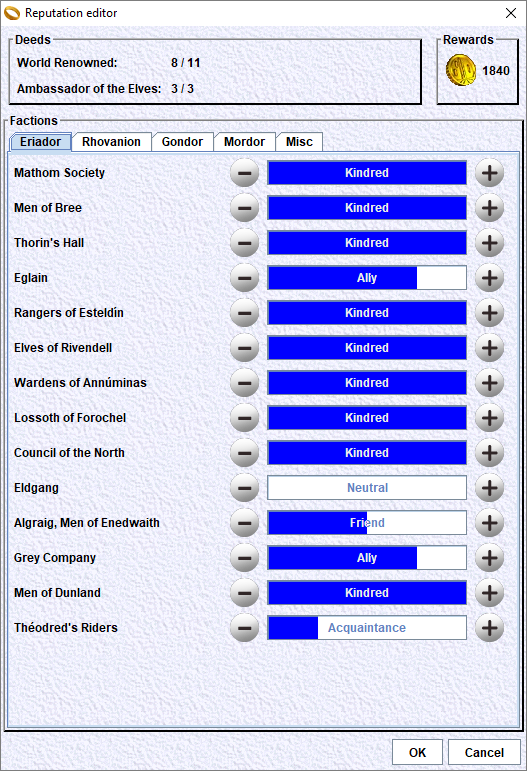 Reputation editor
Deeds
World Renowned: 8 / 11
Ambassador of the Elves: 3 / 3
Rewards
1840
Factions
Eriador Rhovanion Gondor Mordor Misc
Mathom Society Kindred
Men of Bree Kindred
Thorin's Hall Kindred
Eglain Ally
Rangers of Esteldín Kindred
Elves of Rivendell Kindred
Wardens of Annúminas Kindred
Lossoth of Forochel Kindred
Council of the North Kindred
Eldgang Neutral
Algraig, Men of Enedwaith Friend
Grey Company Ally
Men of Dunland Kindred
Théodred's Riders Acquaintance
OK Cancel